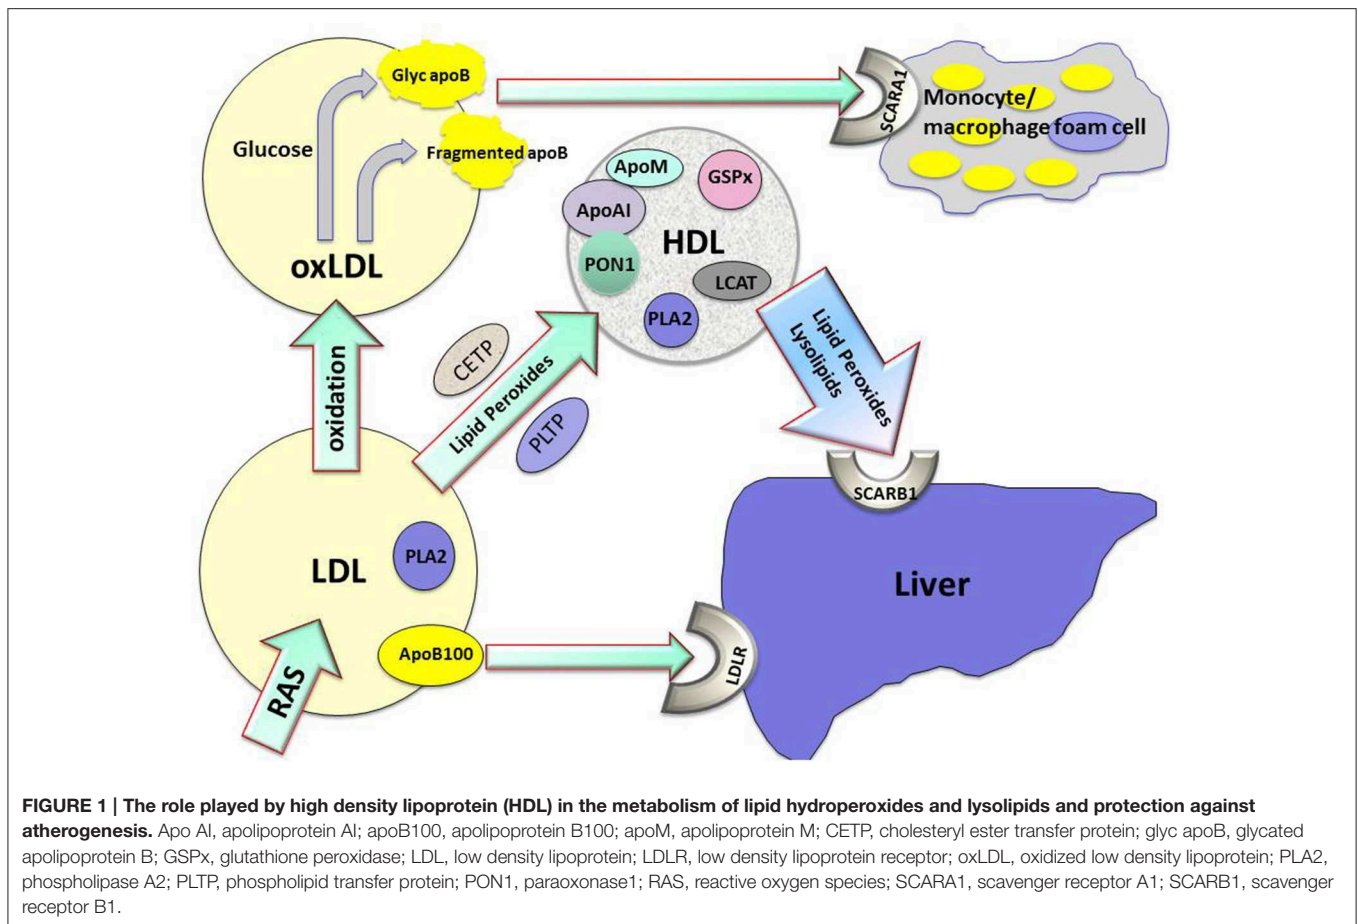 Glyc apoB
Glucose
Fragmented apoB
oxLDL
SCARA1
Monocyte/
macrophage foam cell
ApoM
GSPx
ApoAI
HDL
PON1
LCAT
PLA2
oxidation
CETP
Lipid Peroxides
PLTP
Lipid Peroxides
Lysolipids
SCARB1
LDL
PLA2
Liver
ApoB100
LDLR
RAS
FIGURE 1 | The role played by high density lipoprotein (HDL) in the metabolism of lipid hydroperoxides and lysolipids and protection against
atherogenesis. Apo AI, apolipoprotein AI; apoB100, apolipoprotein B100; apoM, apolipoprotein M; CETP, cholesteryl ester transfer protein; glyc apoB, glycated
apolipoprotein B; GSPx, glutathione peroxidase; LDL, low density lipoprotein; LDLR, low density lipoprotein receptor; oxLDL, oxidized low density lipoprotein; PLA2,
phospholipase A2; PLTP, phospholipid transfer protein; PON1, paraoxonase1; RAS, reactive oxygen species; SCARA1, scavenger receptor A1; SCARB1, scavenger
receptor B1.